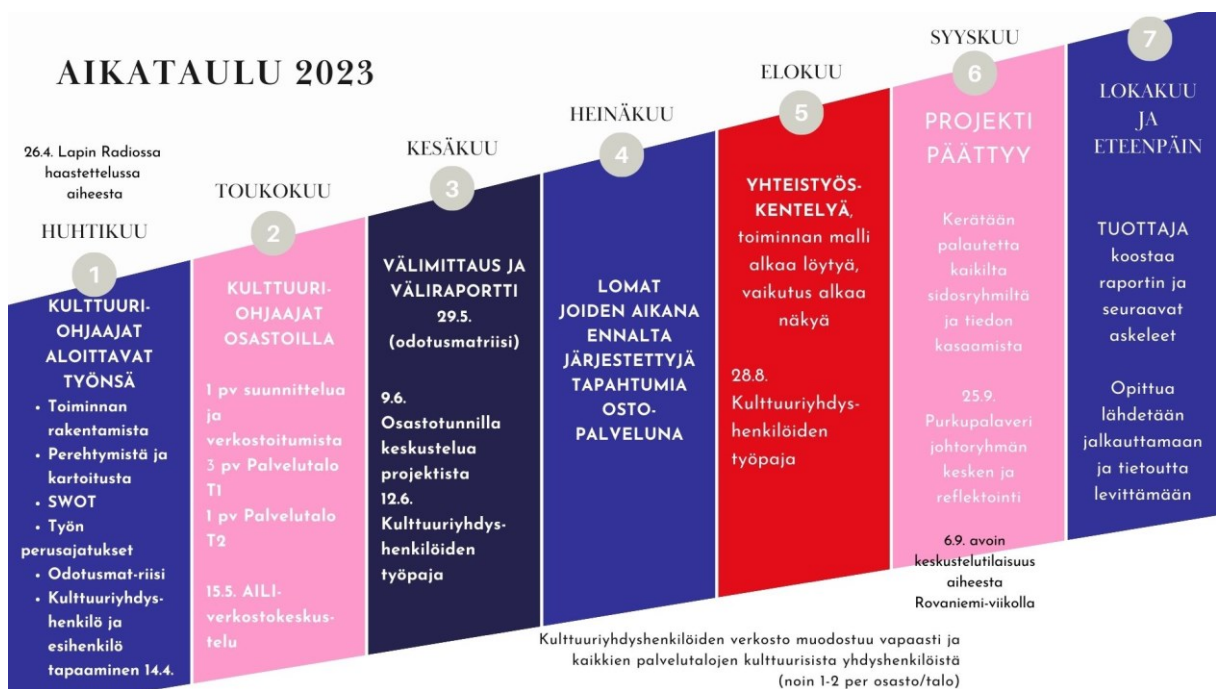 AIKATAULU 2023
26.4. Lapin Radiossa
haastettelussa
aiheesta
HUHTIKUU
1
KULTTUURI-
OHJAAJAT
ALOITTAVAT
TYÖNSÄ
• Toiminnan
rakentamista
• Perehtymistä ja
kartoitusta
• SWOT
• Työn
perusajatukset
• Odotusmat-riisi
• Kulttuuriyhdys-
henkilö ja
esihenkilö
tapaaminen 14.4.
TOUKOKUU
2
KULTTUURI-
OHJAAJAT
OSASTOILLA
1 pv suunnittelua
ja
verkostoitumista
3 pv Palvelutalo
T1
1 pv Palvelutalo
T2
15.5. AILI-
verkostokeskus-
telu
KESÄKUU
3
VÄLIMITTAUS JA
VÄLIRAPORTTI
29.5.
(odotusmatriisi)
9.6.
Osastotunnilla
keskustelua
projektista
12.6.
Kulttuuriyhdys-
henkilöiden
työpaja
HEINÄKUU
4
LOMAT
JOIDEN AIKANA
ENNALTA
JÄRJESTETTYJÄ
TAPAHTUMIA
OSTO-
PALVELUNA
ELOKUU
5
YHTEISTYÖS-
KENTELYÄ,
toiminnan malli
alkaa löytyä,
vaikutus alkaa
näkyä
28.8.
Kulttuuriyhdys-
henkilöiden
työpaja
SYYSKUU
6
PROJEKTI
PÄÄTTYY
Kerätään
palautetta
kaikilta
sidosryhmiltä
ja tiedon
kasaamista
25.9.
Purkupalaveri
johtoryhmän
kesken ja
reflektointi
6.9. avoin
keskustelutilaisuus
aiheesta
Rovaniemi-viikolla
7
LOKAKUU
JA
ETEENPÄIN
TUOTTAJA
koostaa
raportin ja
seuraavat
askeleet
Opittua
lähdetään
jalkauttamaan
ja tietoutta
levittämään
Kulttuuriyhdyshenkilöiden verkosto muodostuu vapaasti ja
kaikkien palvelutalojen kulttuurisista yhdyshenkilöistä
(noin 1-2 per osasto/talo)